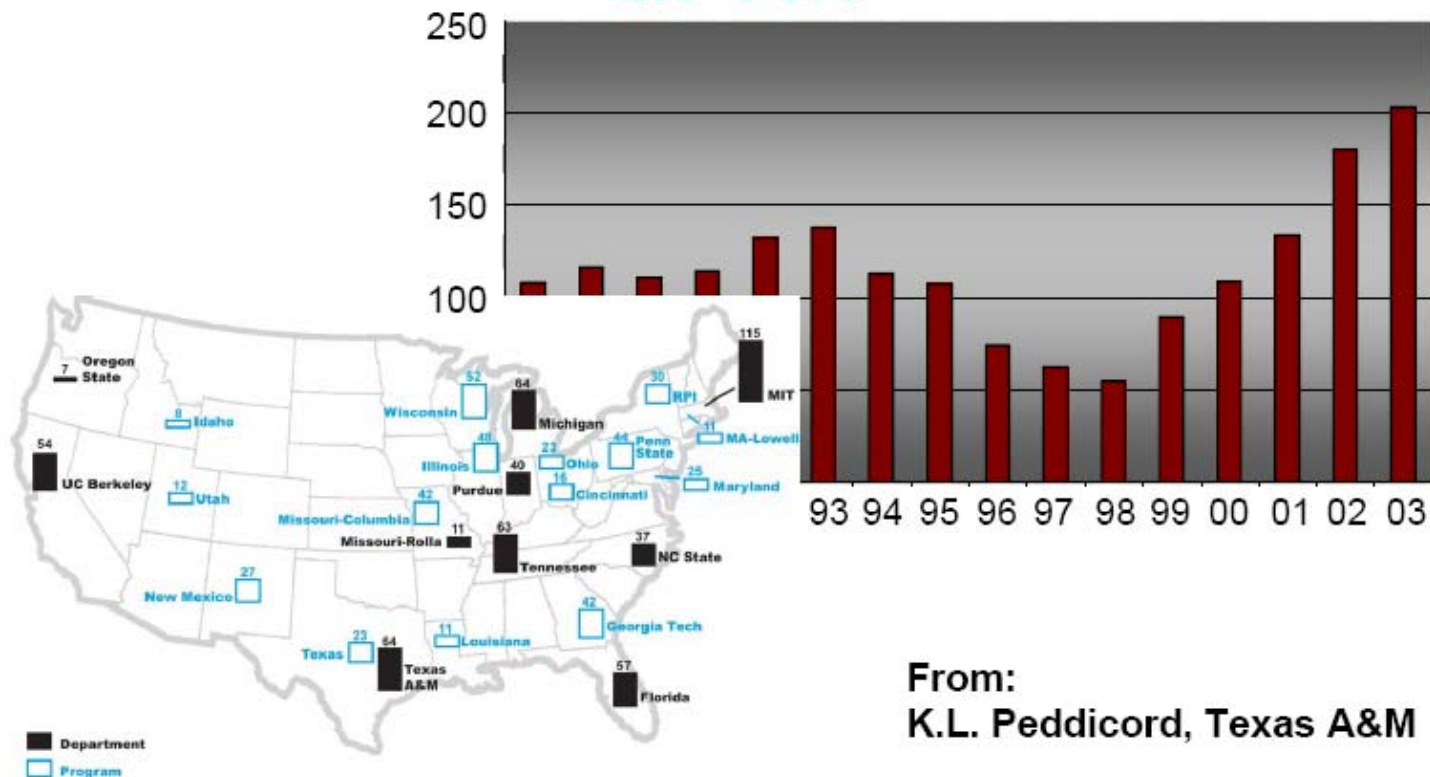 250
200
150
100
93 94 95 96 97 98 99 00 01 02 03
115
MIT
7
Oregon
State
8
Idaho
52
Wisconsin
64
Michigan
30
RPI
11
MA-Lowell
54
UC Berkeley
12
Utah
48
Illinois
23
Ohio
44
Penn
State
40
Purdue
16
Cincinnati
25
Maryland
42
Missouri-Columbia
11
Missouri-Rolla
63
Tennessee
37
NC State
27
New Mexico
42
Georgia Tech
23
Texas
64
Texas
A&M
11
Louisiana
57
Florida
Department
Program
From:
K.L. Peddicord, Texas A&M